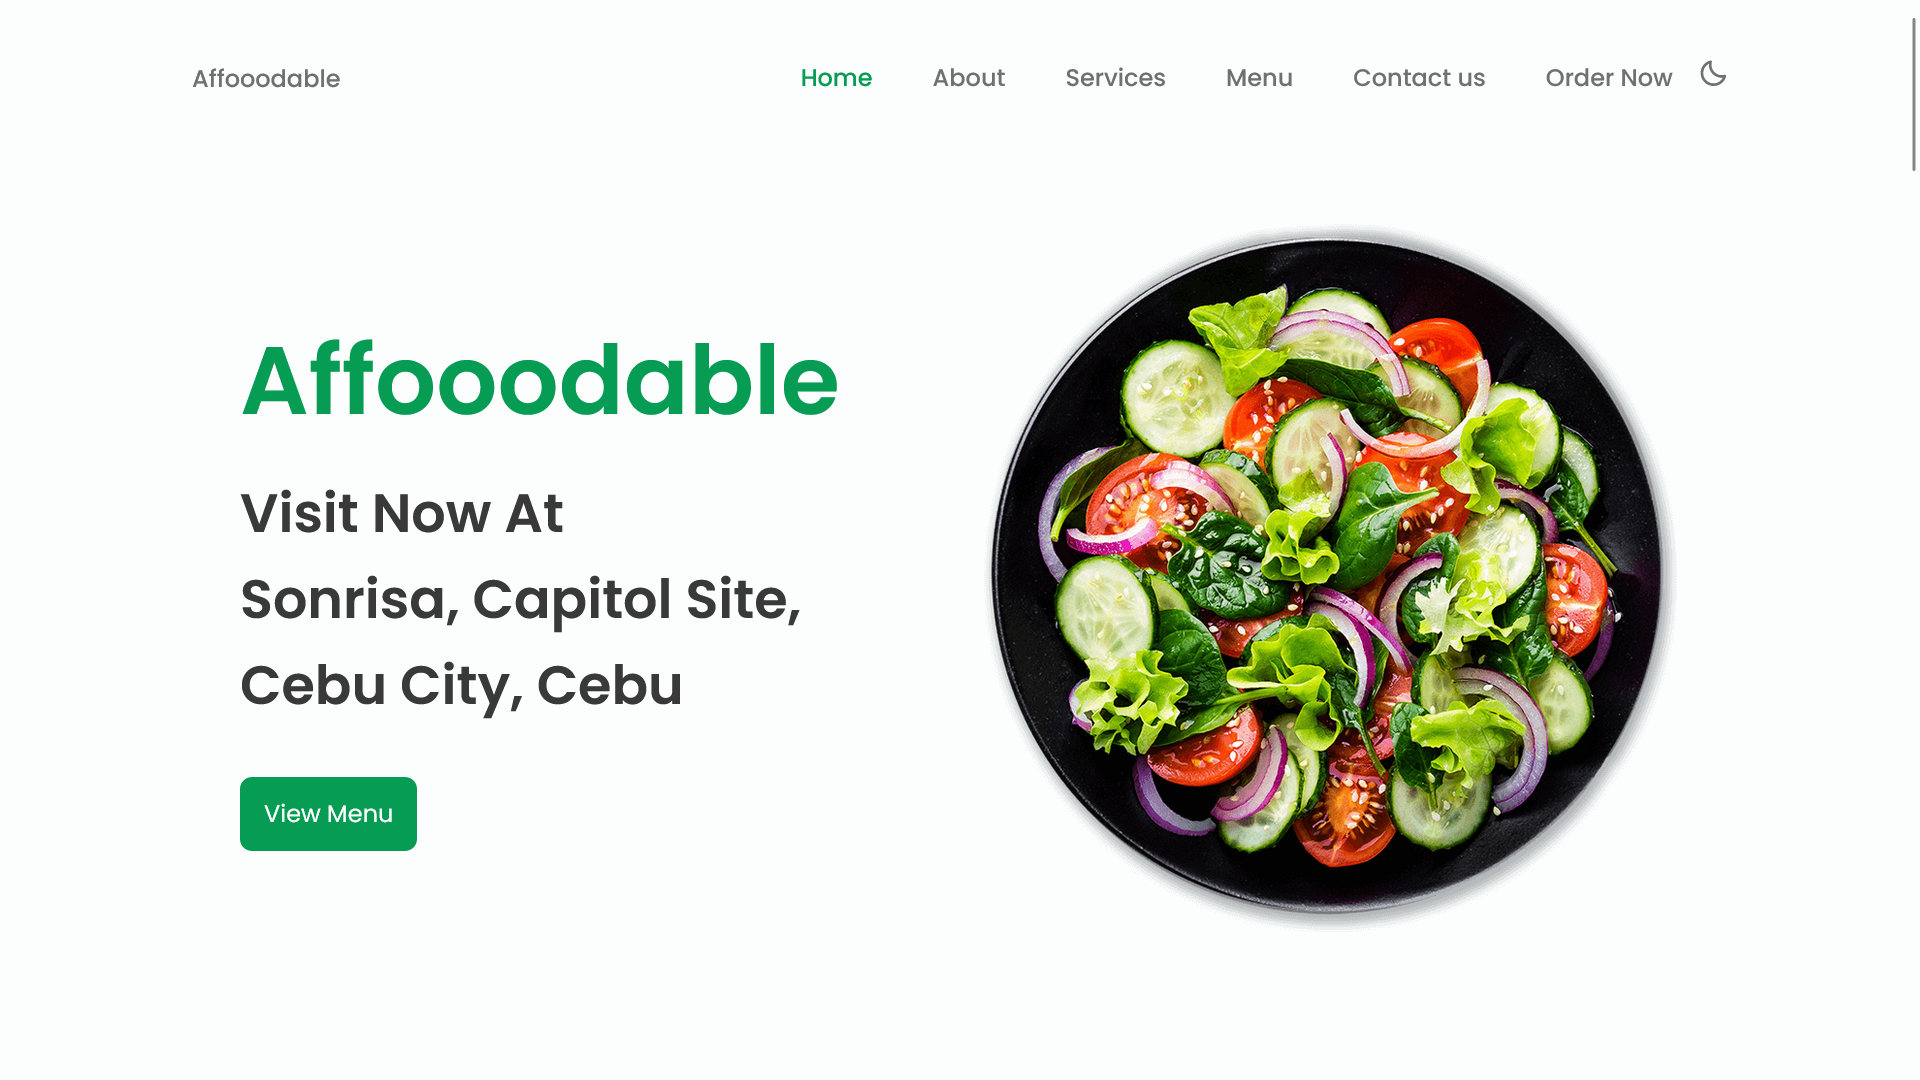 Affooodable
Home About Services Menu Contact us Order Now
Affooodable
Visit Now At
Sonrisa, Capitol Site,
Cebu City, Cebu
View Menu